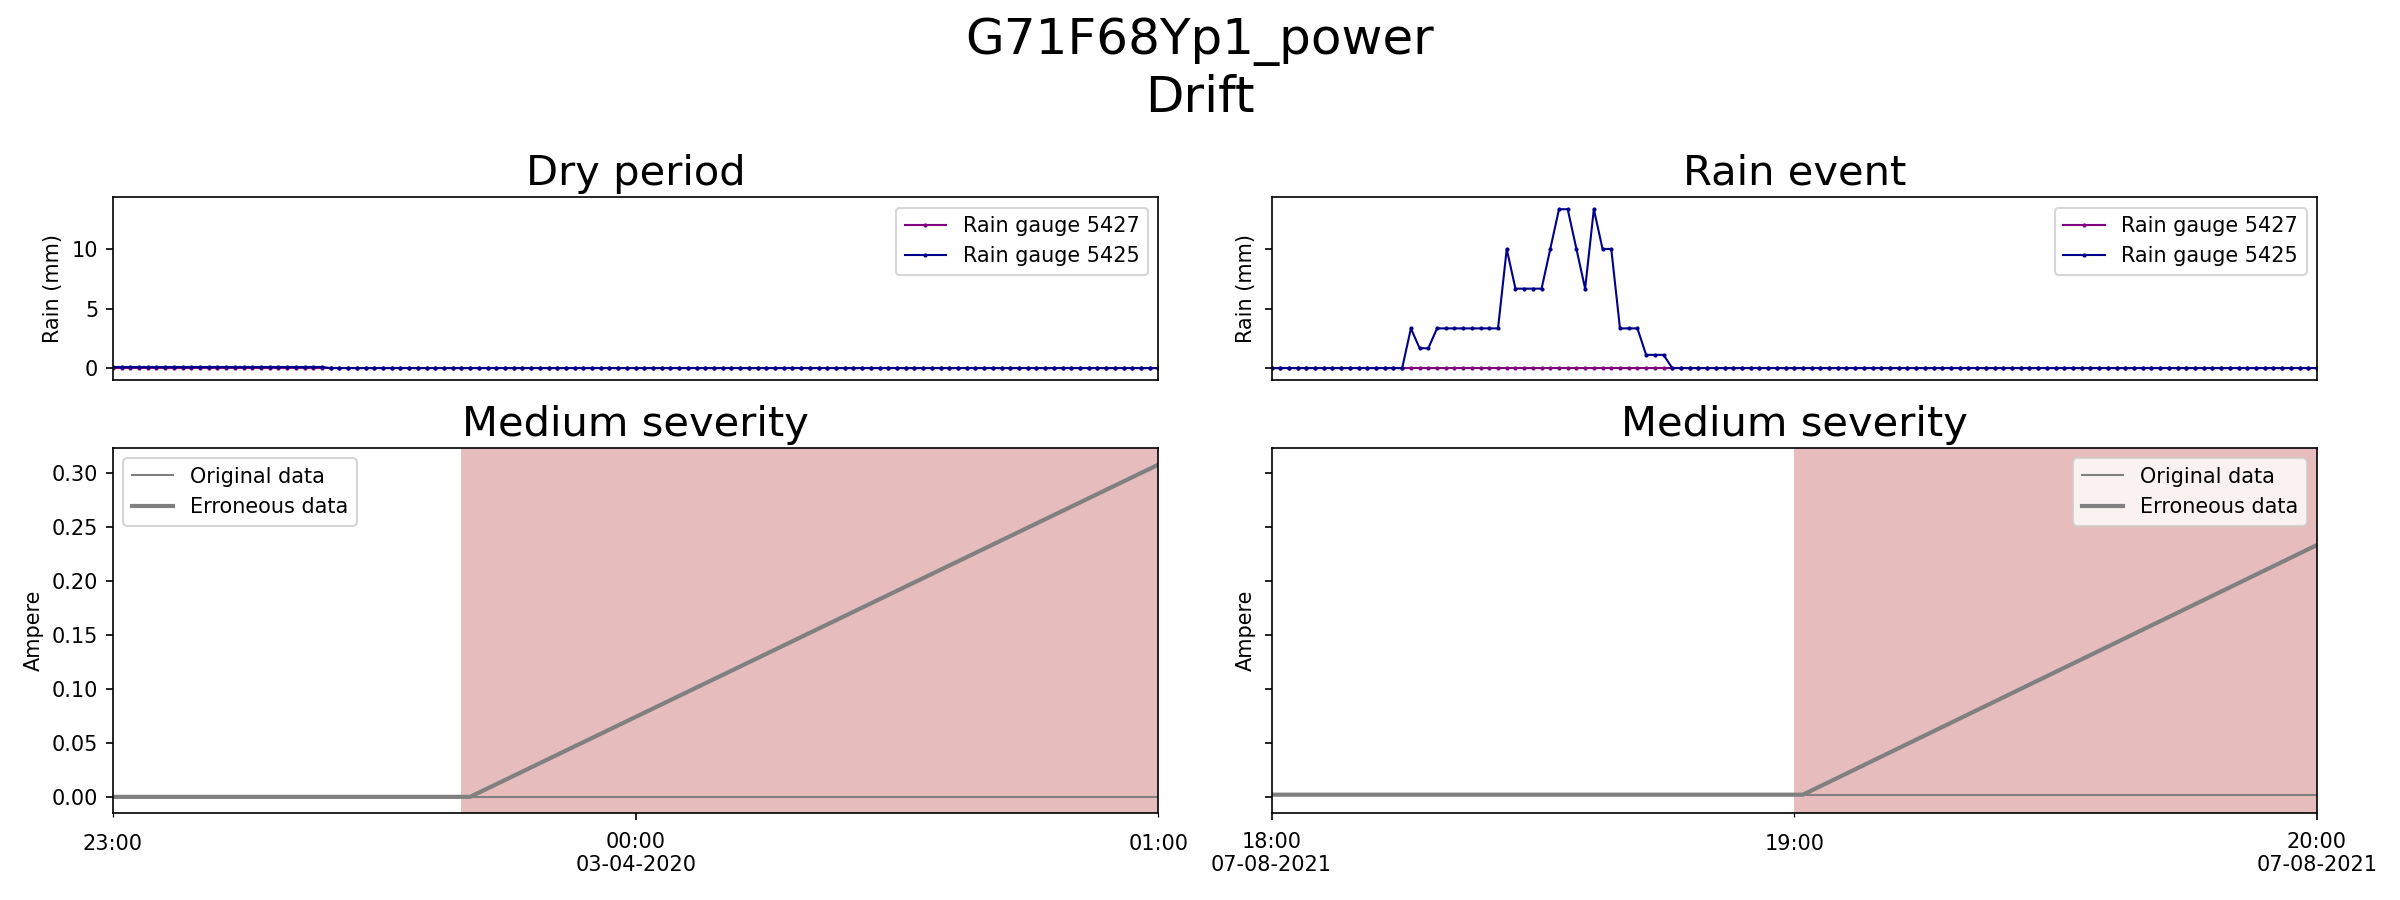 G71F68Yp1_power
Drift
Dry period
Rain (mm)
10
5
0
Rain gauge 5427
Rain gauge 5425
Rain event
Rain (mm)
Rain gauge 5427
Rain gauge 5425
Medium severity
Ampere
0.30
0.25
0.20
0.15
0.10
0.05
0.00
Original data
Erroneous data
23:00
00:00
03-04-2020
01:00
Medium severity
Ampere
Original data
Erroneous data
18:00
07-08-2021
19:00
20:00
07-08-2021